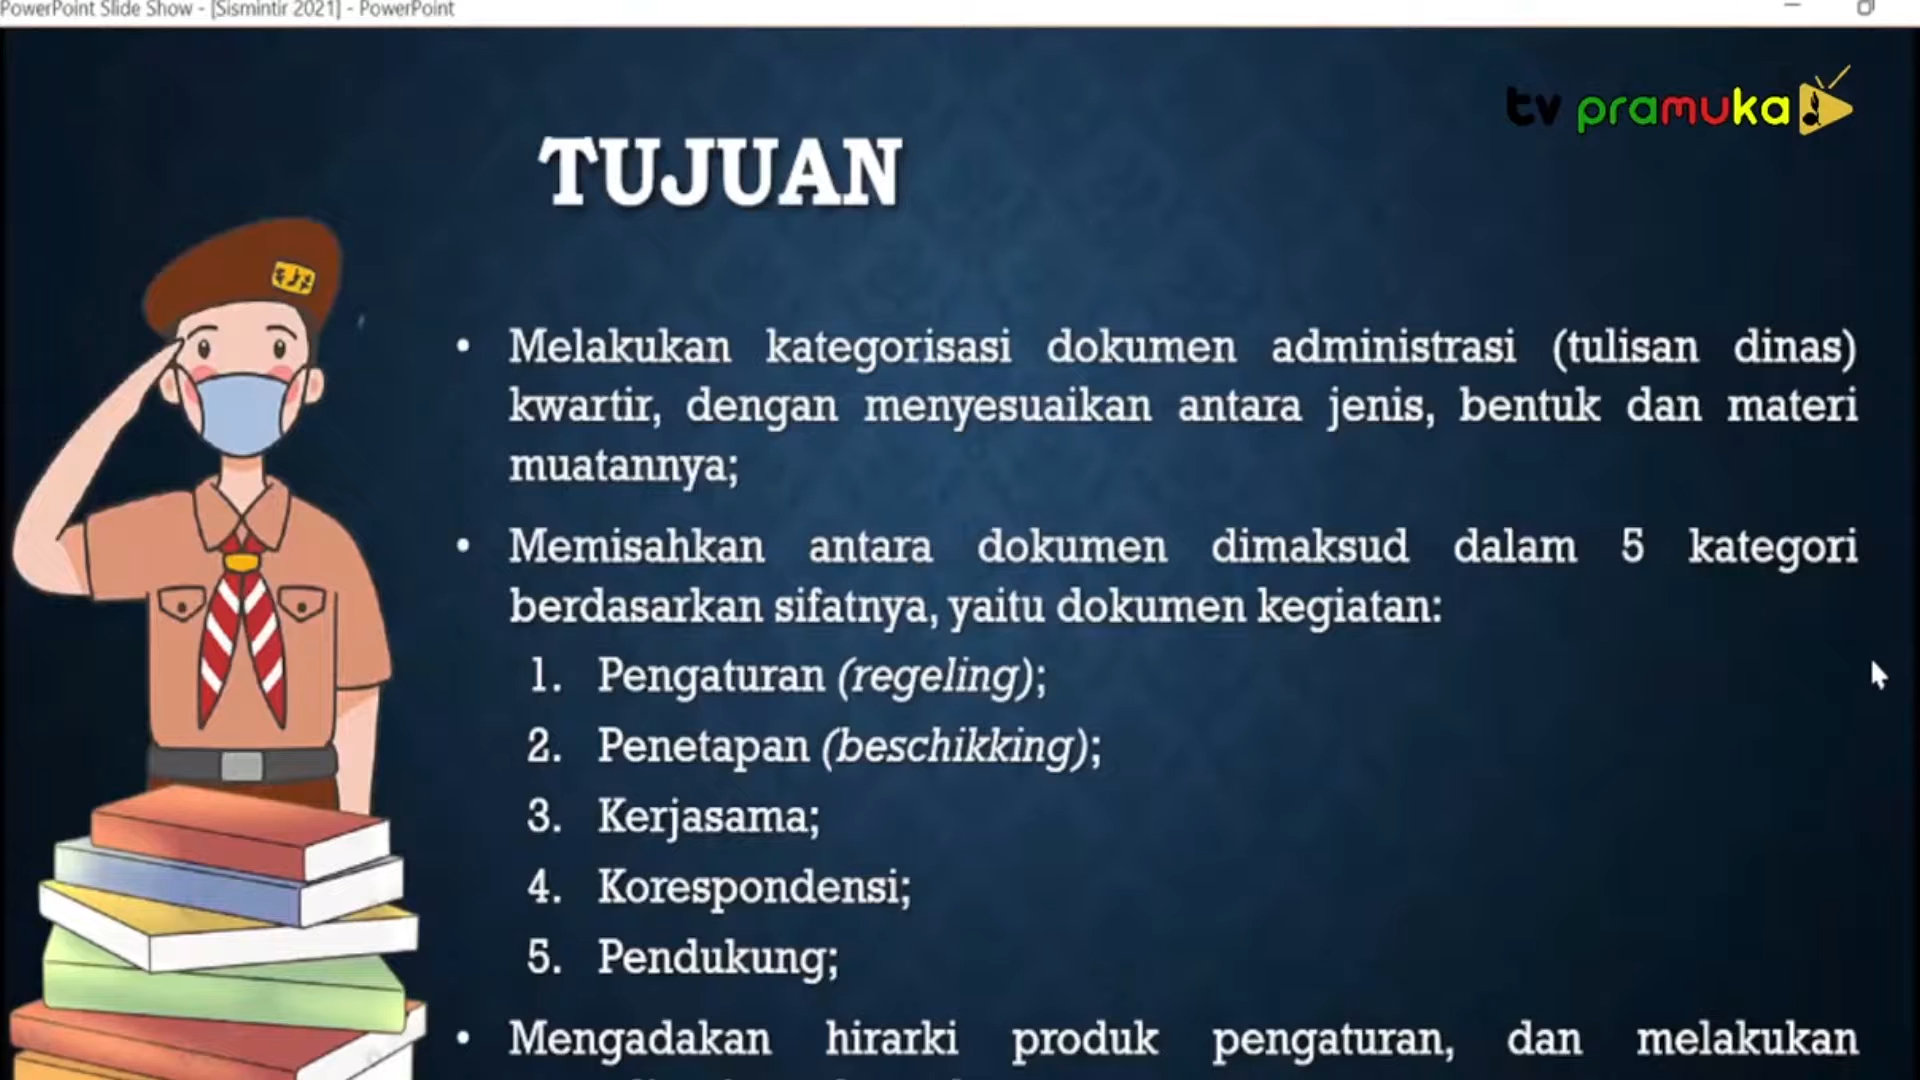 PowerPoint Slide Show - [Sismintir 2021] - PowerPoint
tv pramuka
TUJUAN
• Melakukan kategorisasi dokumen administrasi (tulisan dinas)
kwartir, dengan menyesuaikan antara jenis, bentuk dan materi
muatannya;
• Memisahkan antara dokumen dimaksud dalam 5 kategori
berdasarkan sifatnya, yaitu dokumen kegiatan:
1. Pengaturan (regeling);
2. Penetapan (beschikking);
3. Kerjasama;
4. Korespondensi;
5. Pendukung;
• Mengadakan hirarki produk pengaturan, dan melakukan